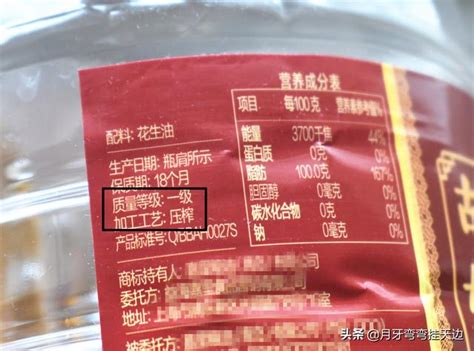 配料: 花生油
生产日期: 瓶肩所示
保质期: 18个月
质量等级: 一级
加工工艺: 压榨
产品标准号: Q/BBAH0027S
商标持有人:
公司
委托方:
地址: 上
室
被委托方:
营养成分表
项目 每100克 营养素参考值%
能量 3700千焦 44%
蛋白质 0克 0%
脂肪 100.0克 167%
胆固醇 0毫克
碳水化合物 0克 0%
钠 0毫克 0%
头条 @月牙弯弯挂天边